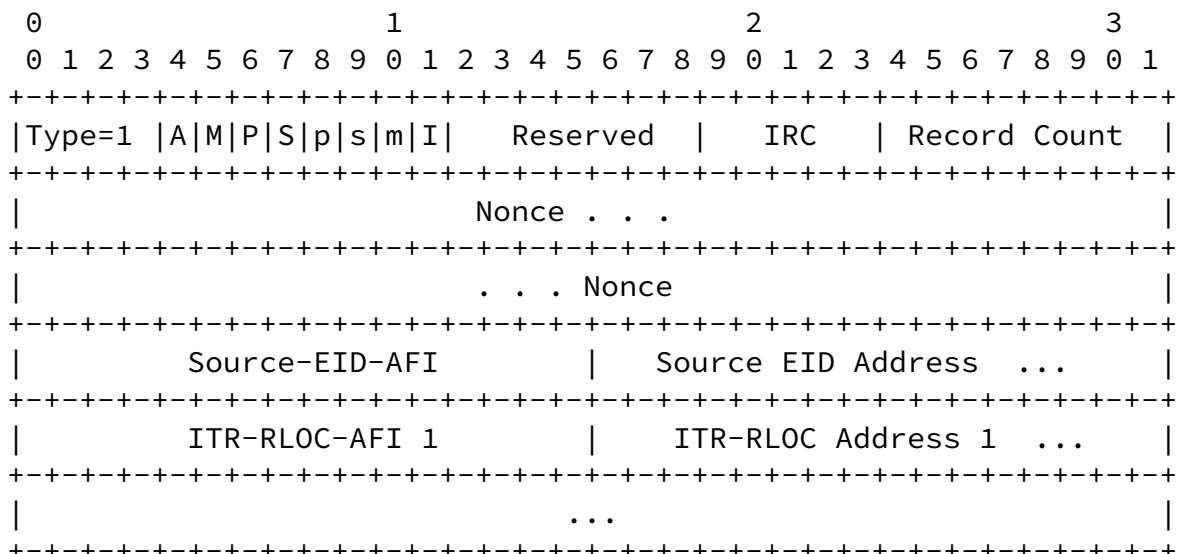 0                   1                   2                   3
 0 1 2 3 4 5 6 7 8 9 0 1 2 3 4 5 6 7 8 9 0 1 2 3 4 5 6 7 8 9 0 1
+-+-+-+-+-+-+-+-+-+-+-+-+-+-+-+-+-+-+-+-+-+-+-+-+-+-+-+-+-+-+-+-+
|Type=1 |A|M|P|S|p|s|m|I|   Reserved  |   IRC   | Record Count  |
+-+-+-+-+-+-+-+-+-+-+-+-+-+-+-+-+-+-+-+-+-+-+-+-+-+-+-+-+-+-+-+-+
|                         Nonce . . .                           |
+-+-+-+-+-+-+-+-+-+-+-+-+-+-+-+-+-+-+-+-+-+-+-+-+-+-+-+-+-+-+-+-+
|                         . . . Nonce                           |
+-+-+-+-+-+-+-+-+-+-+-+-+-+-+-+-+-+-+-+-+-+-+-+-+-+-+-+-+-+-+-+-+
|         Source-EID-AFI        |   Source EID Address  ...     |
+-+-+-+-+-+-+-+-+-+-+-+-+-+-+-+-+-+-+-+-+-+-+-+-+-+-+-+-+-+-+-+-+
|         ITR-RLOC-AFI 1        |    ITR-RLOC Address 1  ...    |
+-+-+-+-+-+-+-+-+-+-+-+-+-+-+-+-+-+-+-+-+-+-+-+-+-+-+-+-+-+-+-+-+
|                              ...                              |
+-+-+-+-+-+-+-+-+-+-+-+-+-+-+-+-+-+-+-+-+-+-+-+-+-+-+-+-+-+-+-+-+